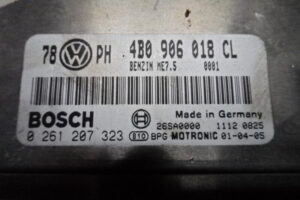 78 PH 4B0 906 018 CL
BENZIN ME7.5 0001
BOSCH
Made in Germany
26SA0000 1112 0825
0 261 207 323 810 BPG MOTRONIC 01-04-05